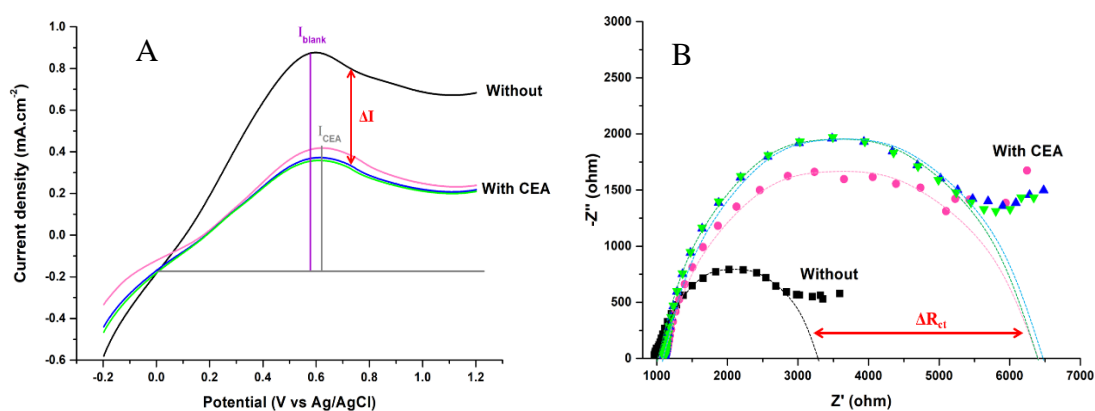 A
I blank
Without
ΔI
I CEA
With CEA
1.0
0.8
0.6
0.4
0.2
0.0
-0.2
-0.4
-0.6
-0.2
0.0
0.2
0.4
0.6
0.8
1.0
1.2
Current density (mA.cm⁻²)
Potential (V vs Ag/AgCl)
B
With CEA
Without
ΔRct
3000
2500
2000
1500
1000
500
0
1000
2000
3000
4000
5000
6000
7000
-Z'' (ohm)
Z' (ohm)